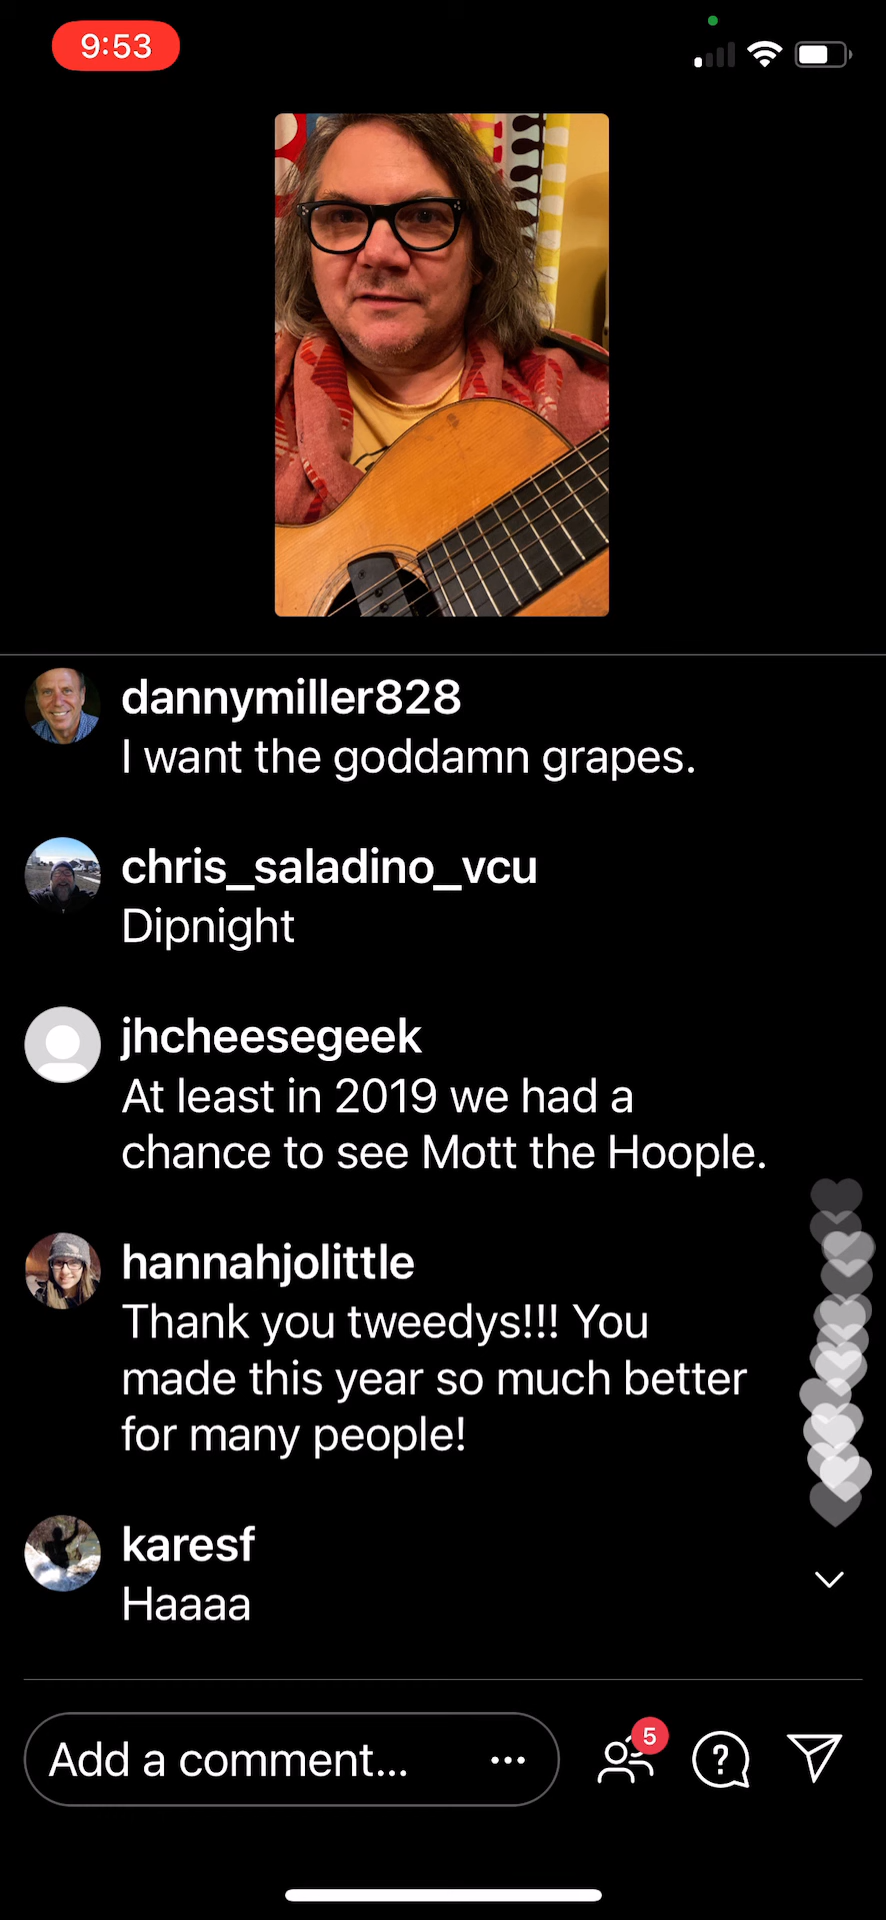 9:53
dannymiller828
I want the goddamn grapes.
chris_saladino_vcu
Dipnight
jhcheesegeek
At least in 2019 we had a
chance to see Mott the Hoople.
hannahjolittle
Thank you tweedys!!! You
made this year so much better
for many people!
karesf
Haaaa
Add a comment...
5
?